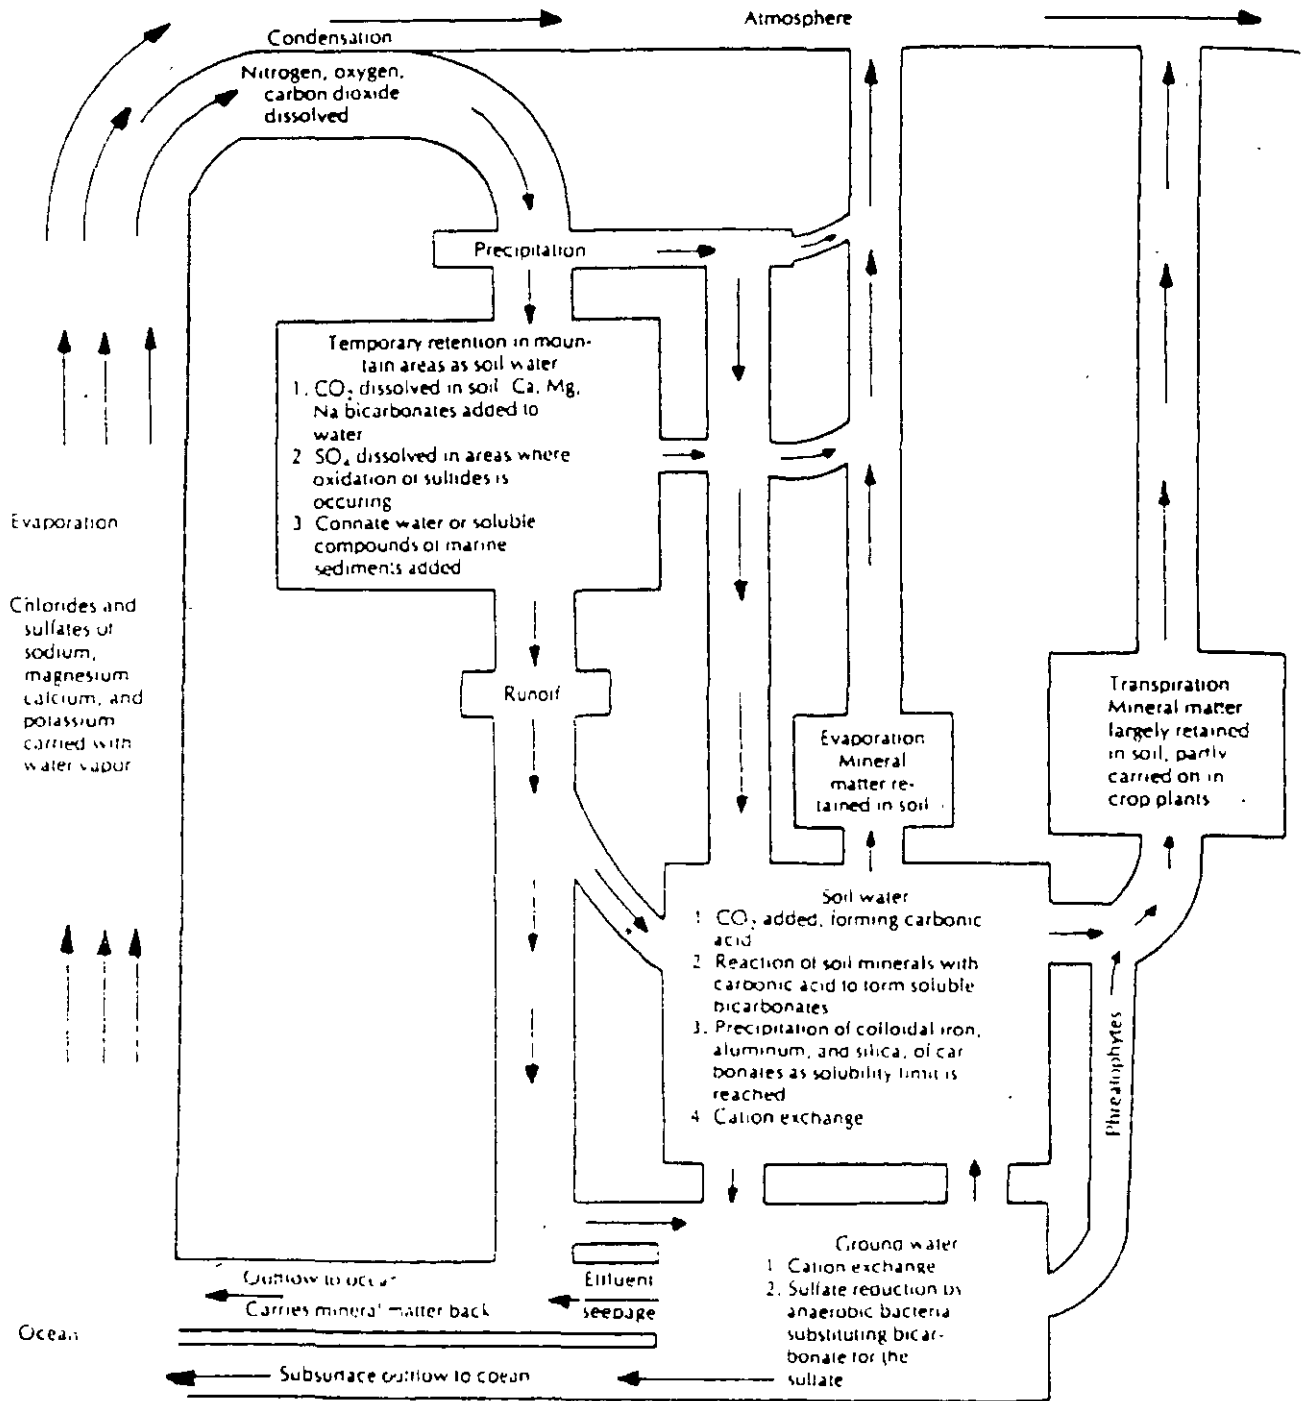 Atmosphere
Condensation
Nitrogen, oxygen,
carbon dioxide
dissolved
Precipitation
Temporary retention in moun-
tain areas as soil water
1. CO₂ dissolved in soil Ca, Mg,
Na bicarbonates added to
water
2 SO₄ dissolved in areas where
oxidation of sulfides is
occuring
3 Connate water or soluble
compounds of marine
sediments added
Evaporation
Chlorides and
sulfates of
sodium,
magnesium
calcium, and
potassium
carried with
water vapor
Runoff
Evaporation
Mineral
matter re-
tained in soil
Transpiration
Mineral matter
largely retained
in soil, partly
carried on in
crop plants
Soil water
1 CO₂ added, forming carbonic
acid
2 Reaction of soil minerals with
carbonic acid to form soluble
bicarbonates
3. Precipitation of colloidal iron,
aluminum, and silica, of car
bonates as solubility limit is
reached
4 Cation exchange
Phreatophytes
Ground water
1 Cation exchange
2. Sulfate reduction by
anaerobic bacteria
substituting bicar-
bonate for the
sulfate
Outflow to ocean
Carries mineral matter back
Effluent
seepage
Ocean
Subsurface outflow to ocean